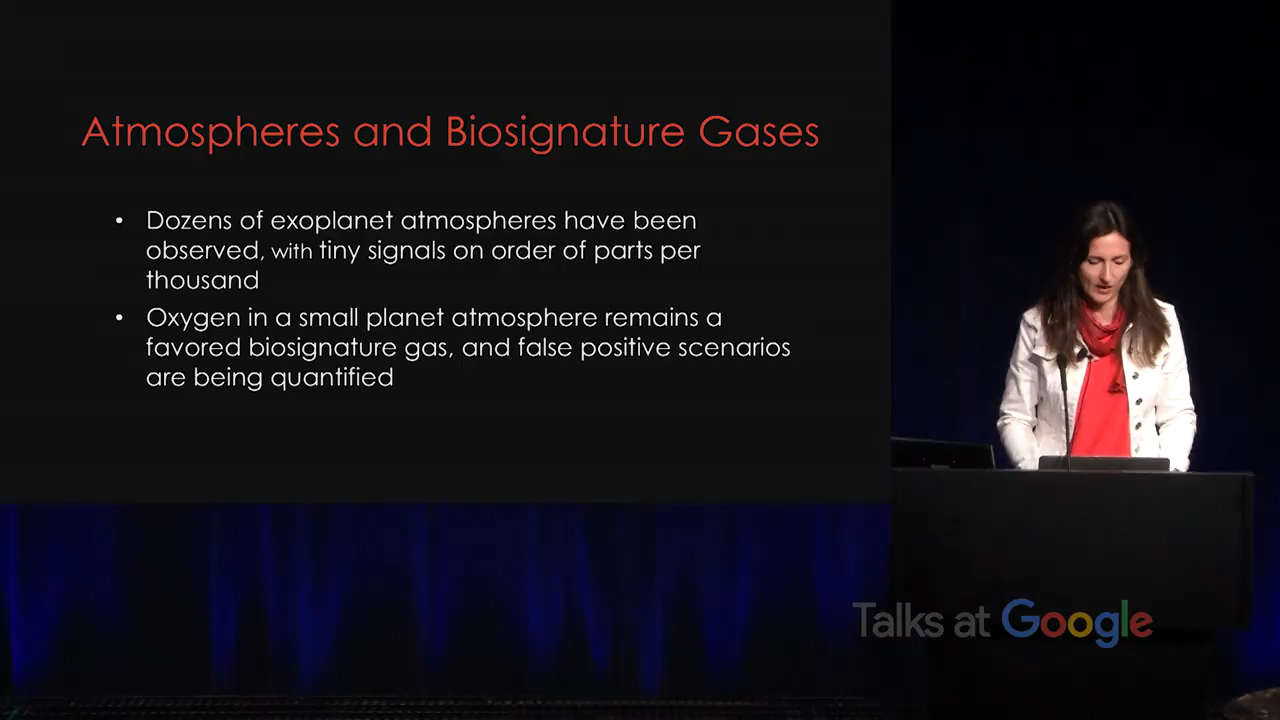 Atmospheres and Biosignature Gases
• Dozens of exoplanet atmospheres have been
observed, with tiny signals on order of parts per
thousand
• Oxygen in a small planet atmosphere remains a
favored biosignature gas, and false positive scenarios
are being quantified
Talks at Google